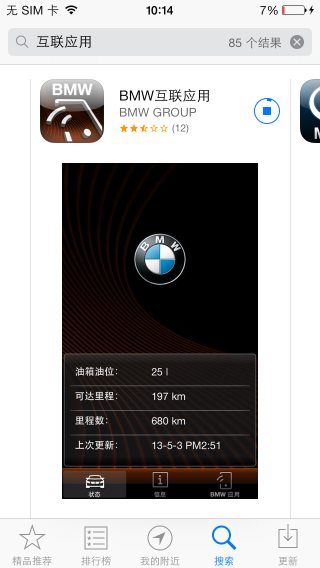 无 SIM 卡 10:14 7%
互联应用 85 个结果
BMW
BMW互联应用
BMW GROUP
(12)
BMW
油箱油位: 25 l
可达里程: 197 km
里程数: 680 km
上次更新: 13-5-3 PM2:51
状态 信息 BMW 应用
精品推荐 排行榜 我的附近 搜索 更新